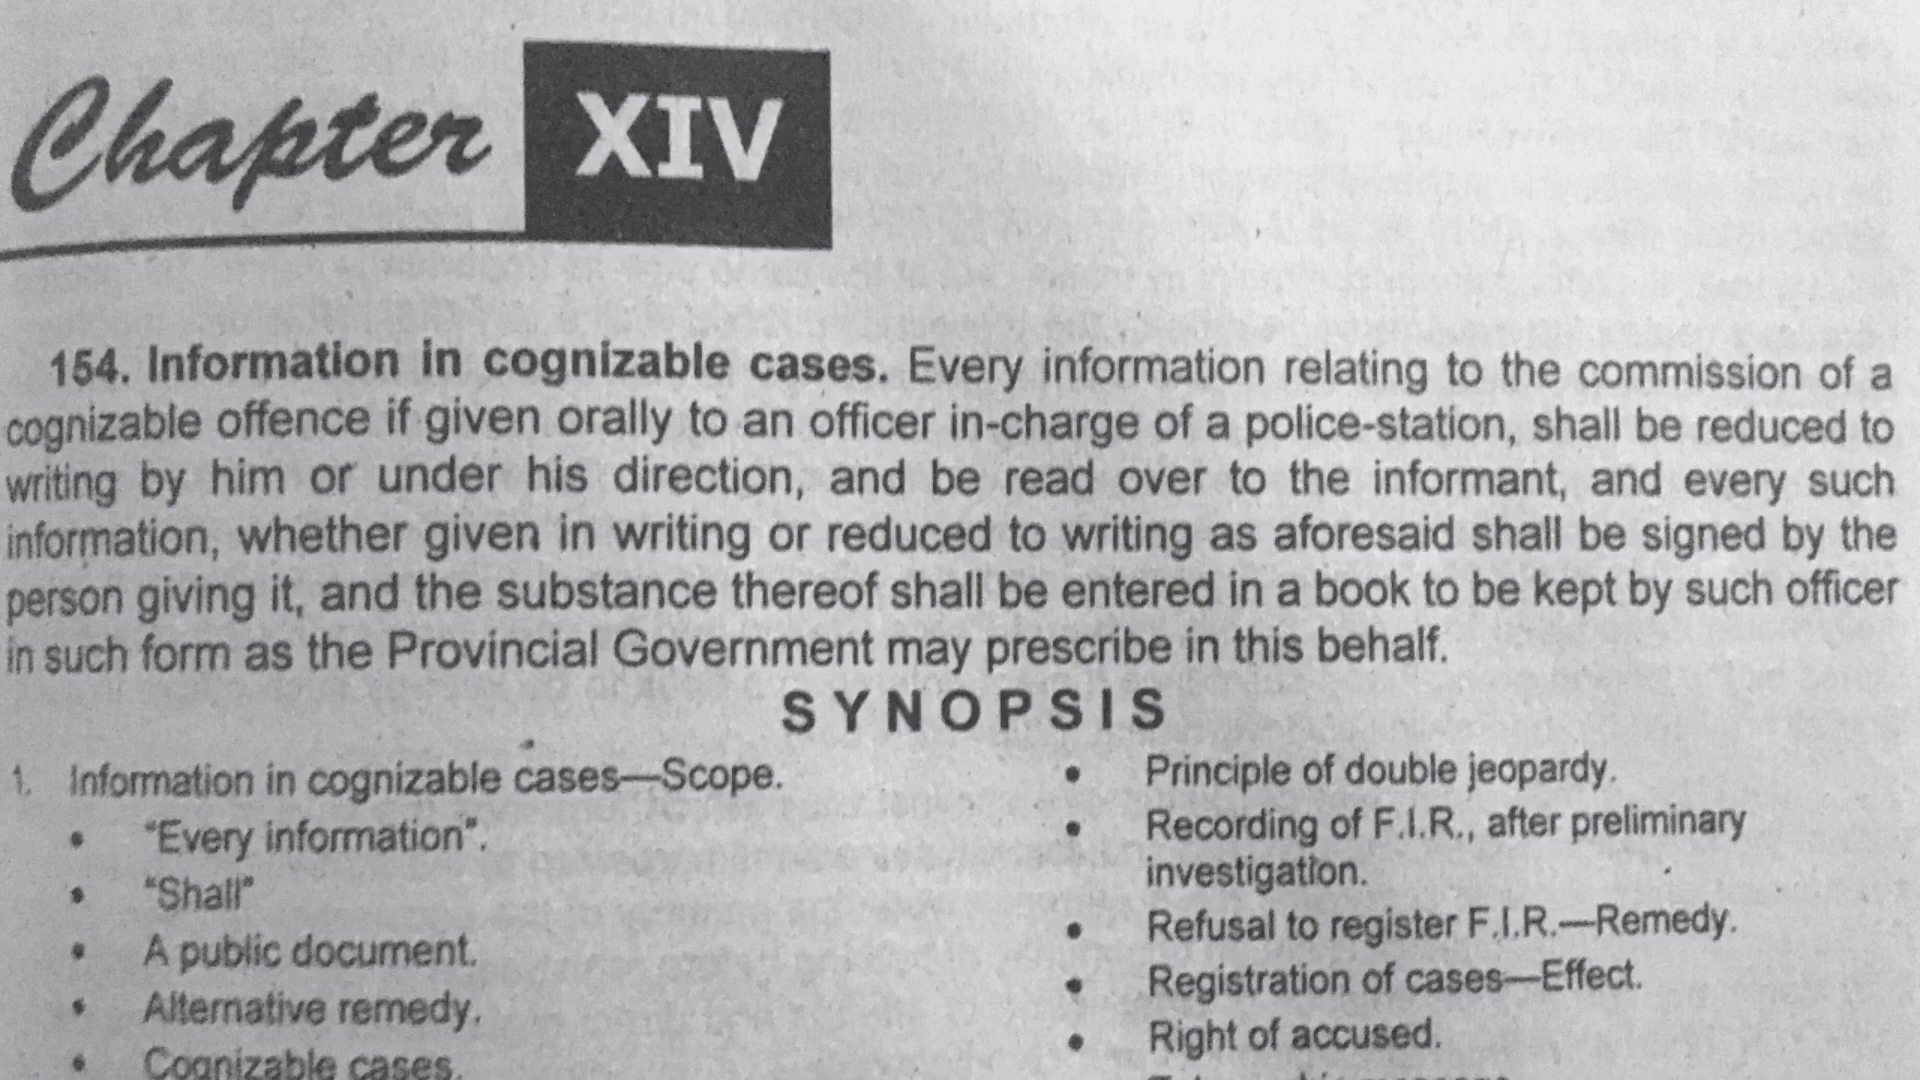 Chapter XIV
154. Information in cognizable cases. Every information relating to the commission of a
cognizable offence if given orally to an officer in-charge of a police-station, shall be reduced to
writing by him or under his direction, and be read over to the informant, and every such
information, whether given in writing or reduced to writing as aforesaid shall be signed by the
person giving it, and the substance thereof shall be entered in a book to be kept by such officer
in such form as the Provincial Government may prescribe in this behalf.
SYNOPSIS
1. Information in cognizable cases—Scope.
• "Every information".
• "Shall"
• A public document.
• Alternative remedy.
• Cognizable cases.
• Principle of double jeopardy.
• Recording of F.I.R., after preliminary
investigation.
• Refusal to register F.I.R.—Remedy.
• Registration of cases—Effect.
• Right of accused.